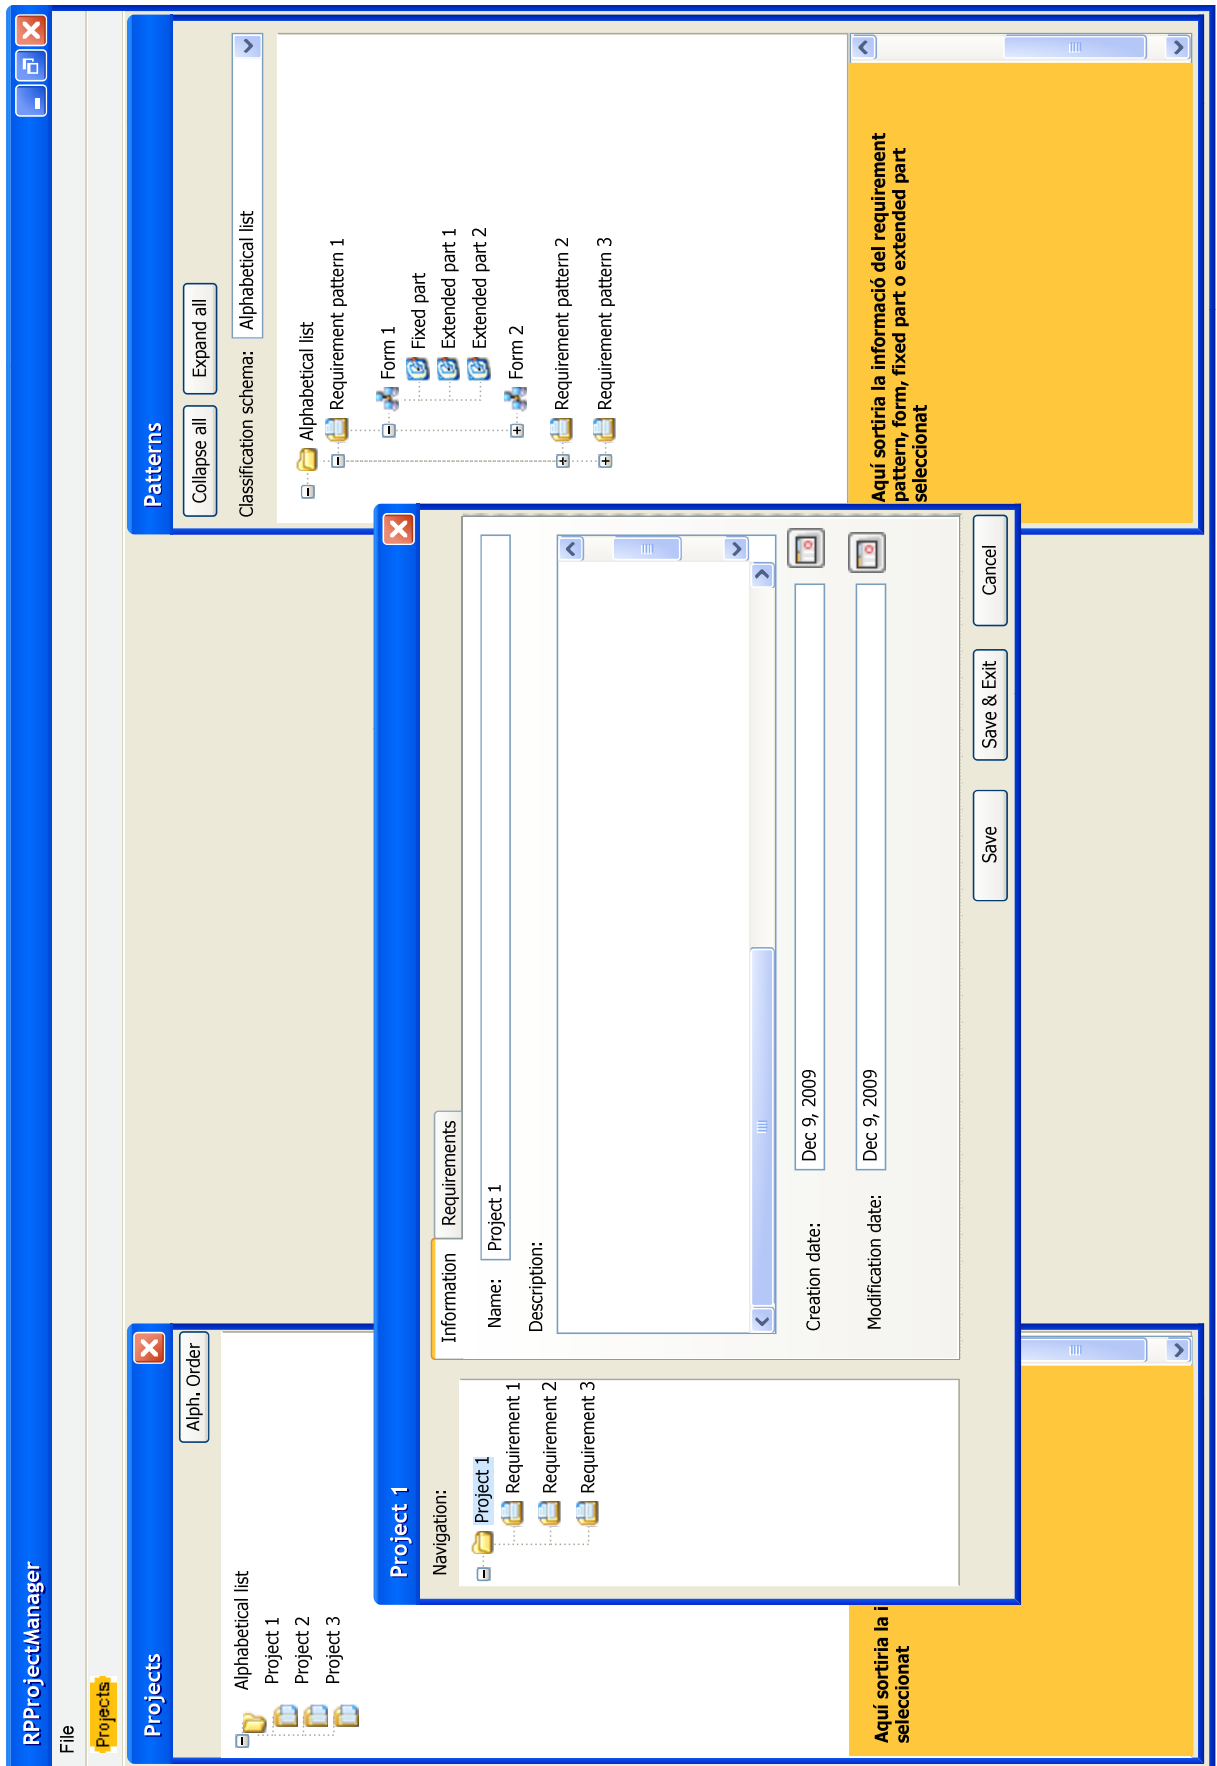 RPProjectManager
File
Projects
Projects
Alph. Order
Alphabetical list
Project 1
Project 2
Project 3
Aquí sortiria la i
seleccionat
Project 1
Navigation:
Project 1
Requirement 1
Requirement 2
Requirement 3
Information
Requirements
Name:
Project 1
Description:
Creation date:
Dec 9, 2009
Modification date:
Dec 9, 2009
Save
Save & Exit
Cancel
Patterns
Collapse all
Expand all
Classification schema:
Alphabetical list
Alphabetical list
Requirement pattern 1
Form 1
Fixed part
Extended part 1
Extended part 2
Form 2
Requirement pattern 2
Requirement pattern 3
Aquí sortiria la informació del requirement
pattern, form, fixed part o extended part
seleccionat